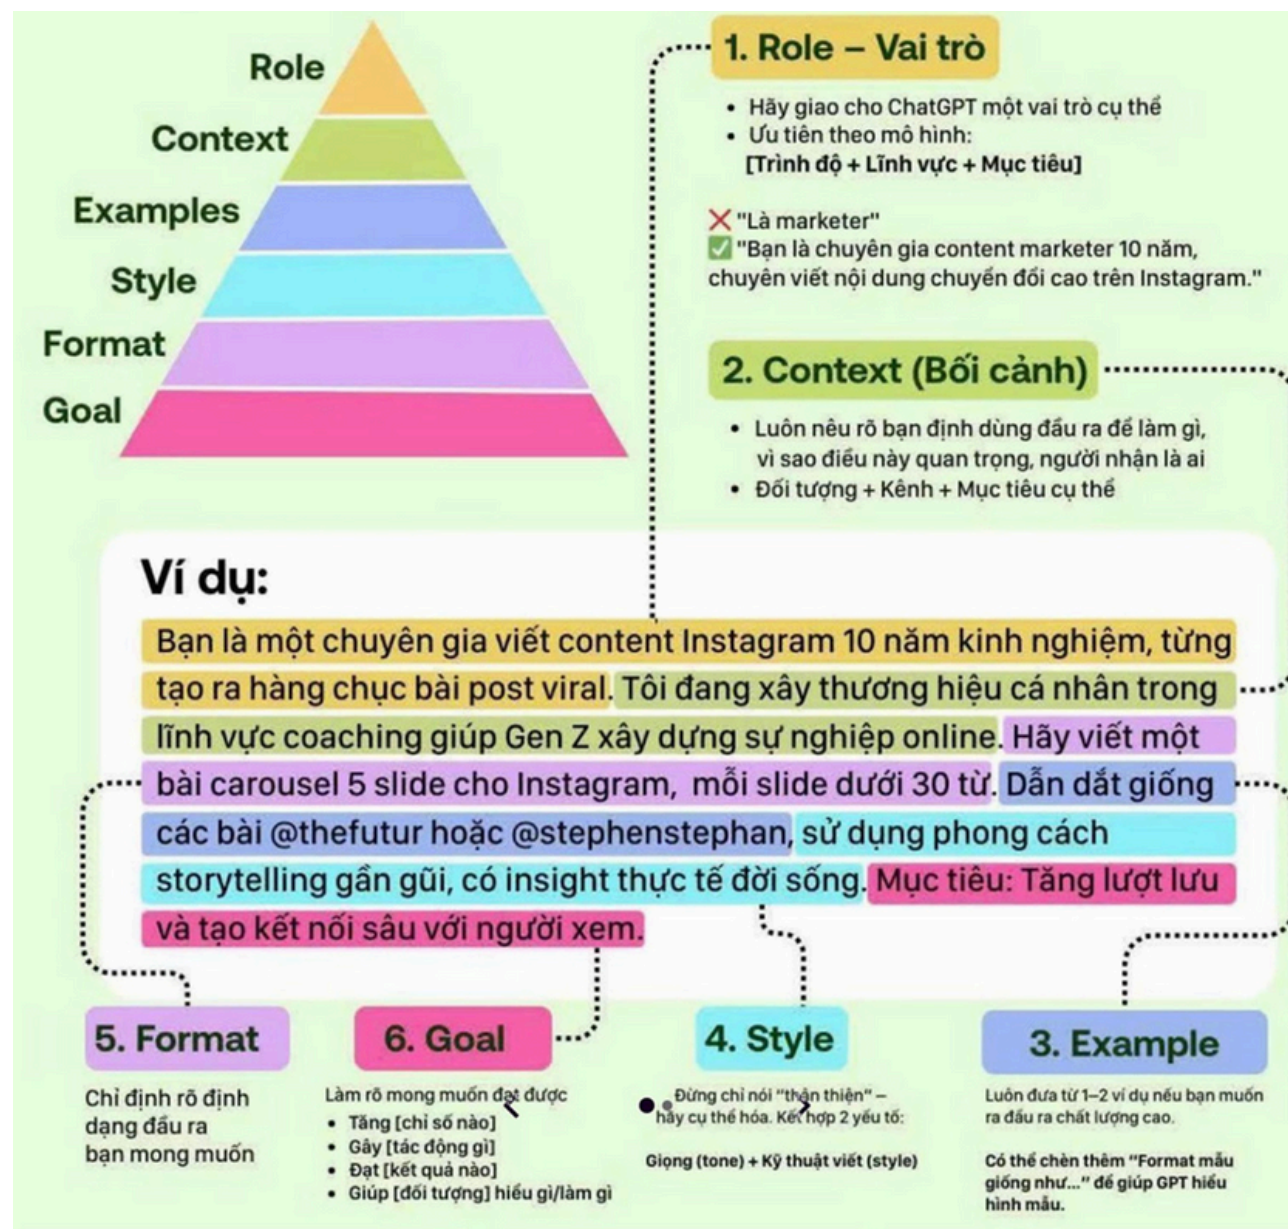 Role
Context
Examples
Style
Format
Goal
1. Role – Vai trò
• Hãy giao cho ChatGPT một vai trò cụ thể
• Ưu tiên theo mô hình:
[Trình độ + Lĩnh vực + Mục tiêu]
❌ "Là marketer"
✅ "Bạn là chuyên gia content marketer 10 năm,
chuyên viết nội dung chuyển đổi cao trên Instagram."
2. Context (Bối cảnh)
• Luôn nêu rõ bạn định dùng đầu ra để làm gì,
vì sao điều này quan trọng, người nhận là ai
• Đối tượng + Kênh + Mục tiêu cụ thể
Ví dụ:
Bạn là một chuyên gia viết content Instagram 10 năm kinh nghiệm, từng
tạo ra hàng chục bài post viral. Tôi đang xây thương hiệu cá nhân trong
lĩnh vực coaching giúp Gen Z xây dựng sự nghiệp online. Hãy viết một
bài carousel 5 slide cho Instagram, mỗi slide dưới 30 từ. Dẫn dắt giống
các bài @thefutur hoặc @stephenstephan, sử dụng phong cách
storytelling gần gũi, có insight thực tế đời sống. Mục tiêu: Tăng lượt lưu
và tạo kết nối sâu với người xem.
5. Format
Chỉ định rõ định
dạng đầu ra
bạn mong muốn
6. Goal
Làm rõ mong muốn đạt được
• Tăng [chỉ số nào]
• Gây [tác động gì]
• Đạt [kết quả nào]
• Giúp [đối tượng] hiểu gì/làm gì
4. Style
Đừng chỉ nói "thân thiện" –
hãy cụ thể hóa. Kết hợp 2 yếu tố:
Giọng (tone) + Kỹ thuật viết (style)
3. Example
Luôn đưa từ 1–2 ví dụ nếu bạn muốn
ra đầu ra chất lượng cao.
Có thể chèn thêm "Format mẫu
giống như..." để giúp GPT hiểu
hình mẫu.